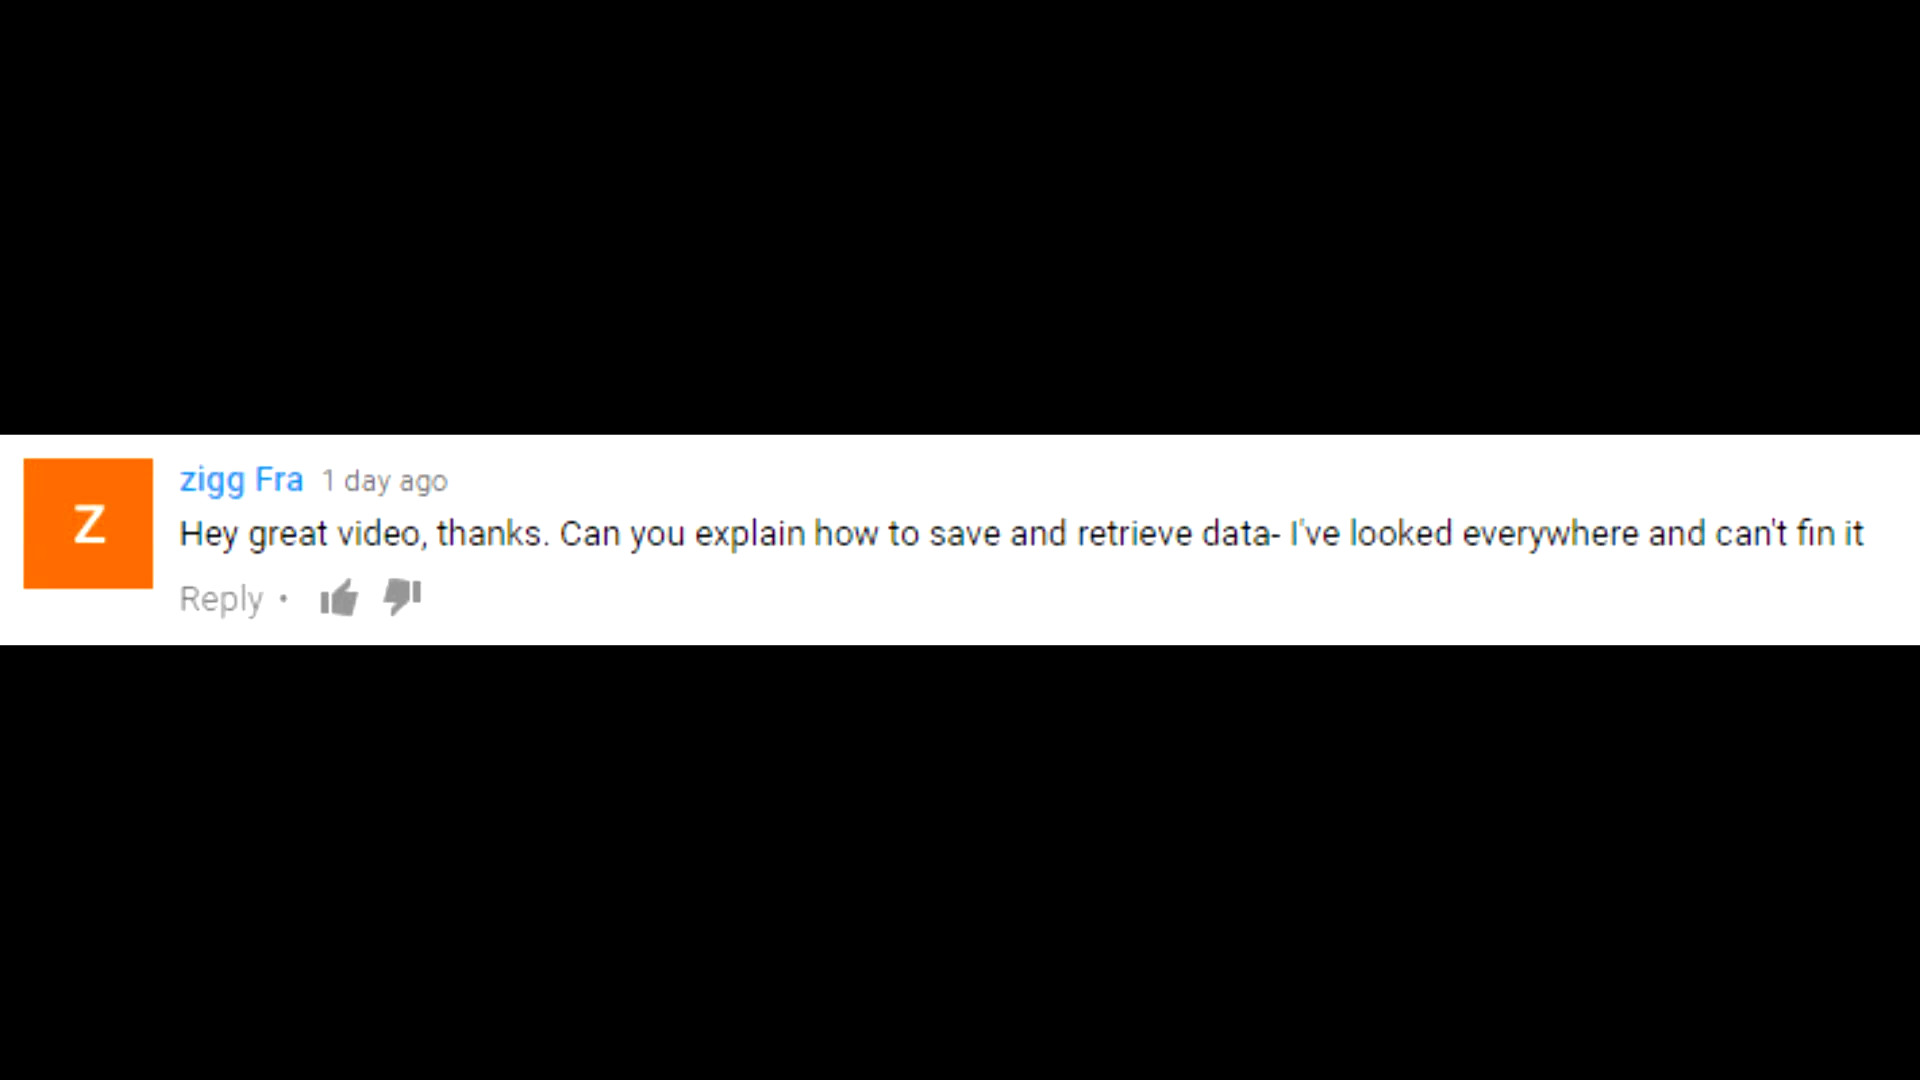 Z
zigg Fra 1 day ago
Hey great video, thanks. Can you explain how to save and retrieve data- I've looked everywhere and can't fin it
Reply •